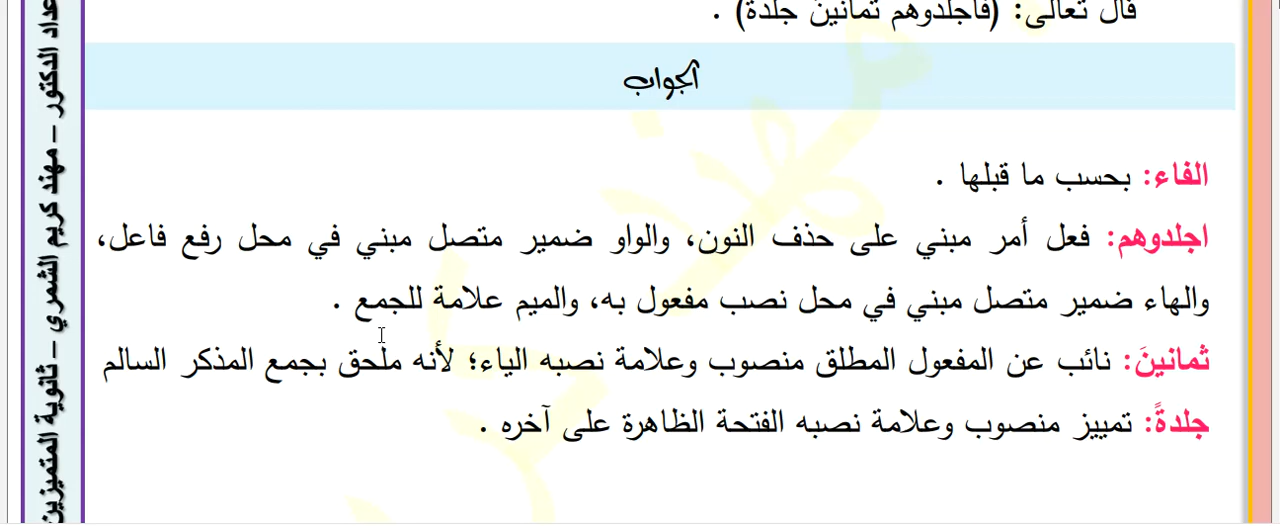 قال تعالى: (فاجلدوهم ثمانين جلدة) .
الجواب
الفاء: بحسب ما قبلها .
اجلدوهم: فعل أمر مبني على حذف النون، والواو ضمير متصل مبني في محل رفع فاعل،
والهاء ضمير متصل مبني في محل نصب مفعول به، والميم علامة للجمع .
ثمانينَ: نائب عن المفعول المطلق منصوب وعلامة نصبه الياء؛ لأنه ملحق بجمع المذكر السالم
جلدةً: تمييز منصوب وعلامة نصبه الفتحة الظاهرة على آخره .
الدكتور – مهند كريم الشمري – ثانوية المتميزين